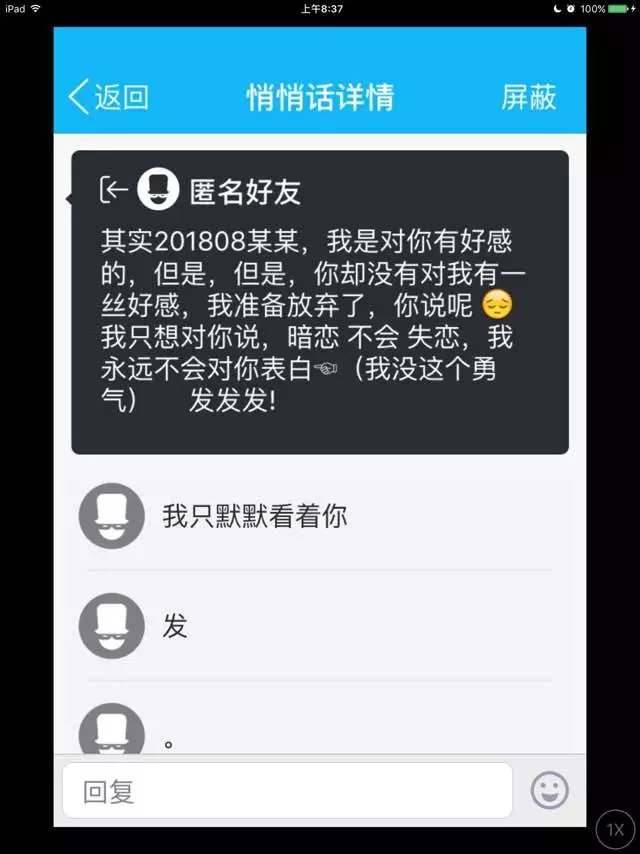 iPad 上午8:37 100%
返回 悄悄话详情 屏蔽
匿名好友
其实201808某某，我是对你有好感
的，但是，但是，你却没有对我有一
丝好感，我准备放弃了，你说呢😔
我只想对你说，暗恋 不会 失恋，我
永远不会对你表白☜（我没这个勇
气） 发发发!
我只默默看着你
发
。
回复
1X